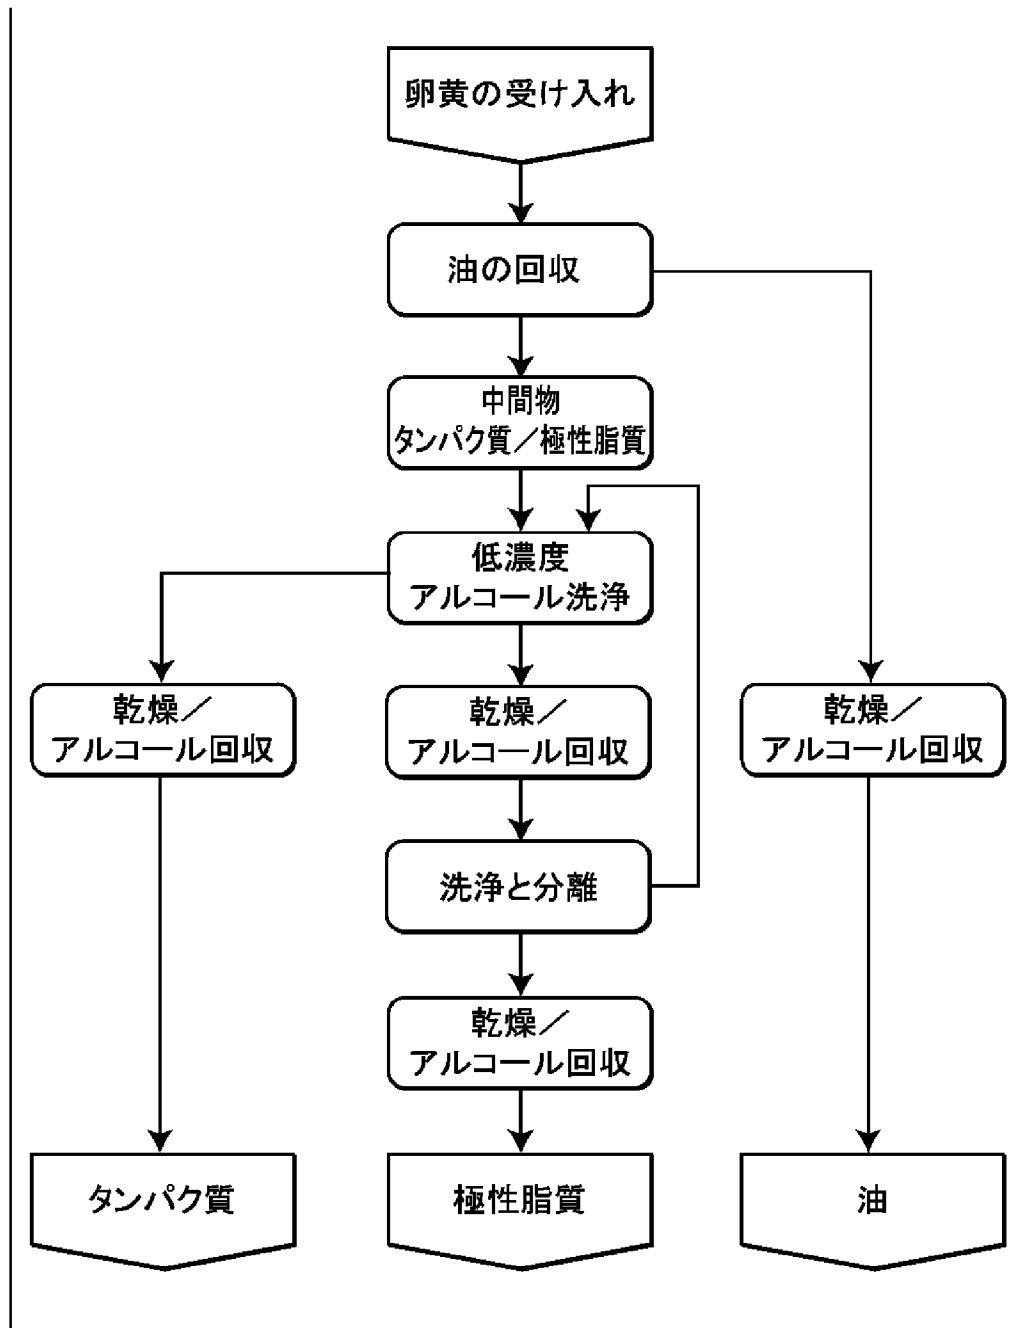 卵黄の受け入れ
油の回収
中間物
タンパク質／極性脂質
低濃度
アルコール洗浄
乾燥／
アルコール回収
乾燥／
アルコール回収
乾燥／
アルコール回収
洗浄と分離
乾燥／
アルコール回収
タンパク質
極性脂質
油